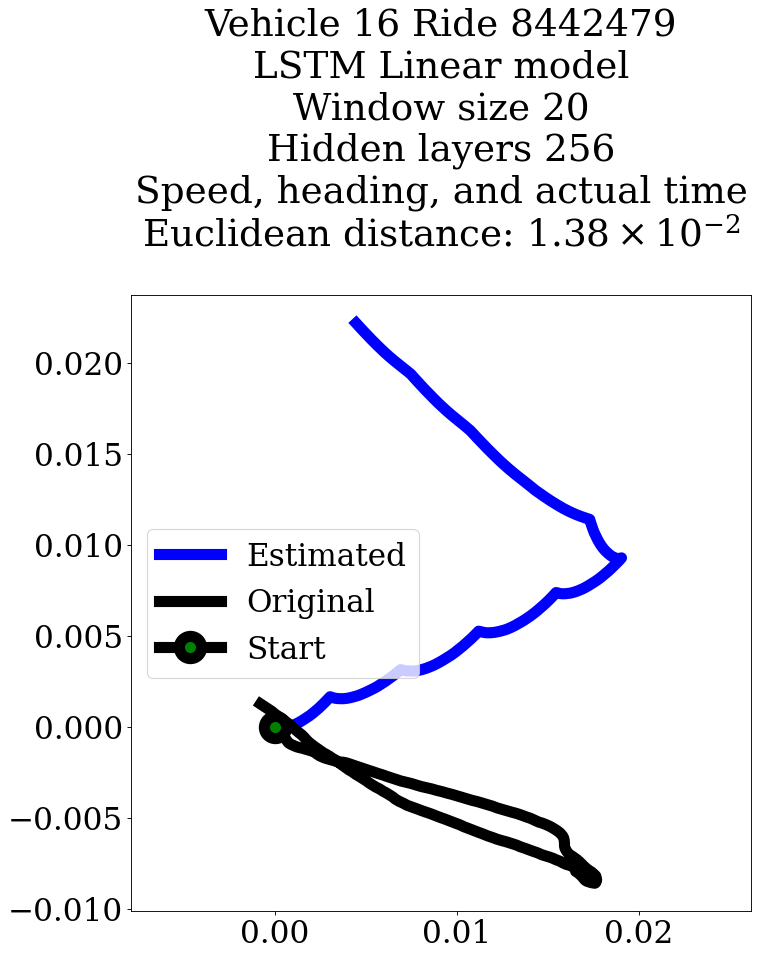 Vehicle 16 Ride 8442479
LSTM Linear model
Window size 20
Hidden layers 256
Speed, heading, and actual time
Euclidean distance: 1.38 × 10⁻²
0.020
0.015
0.010
0.005
0.000
−0.005
−0.010
Estimated
Original
Start
0.00 0.01 0.02